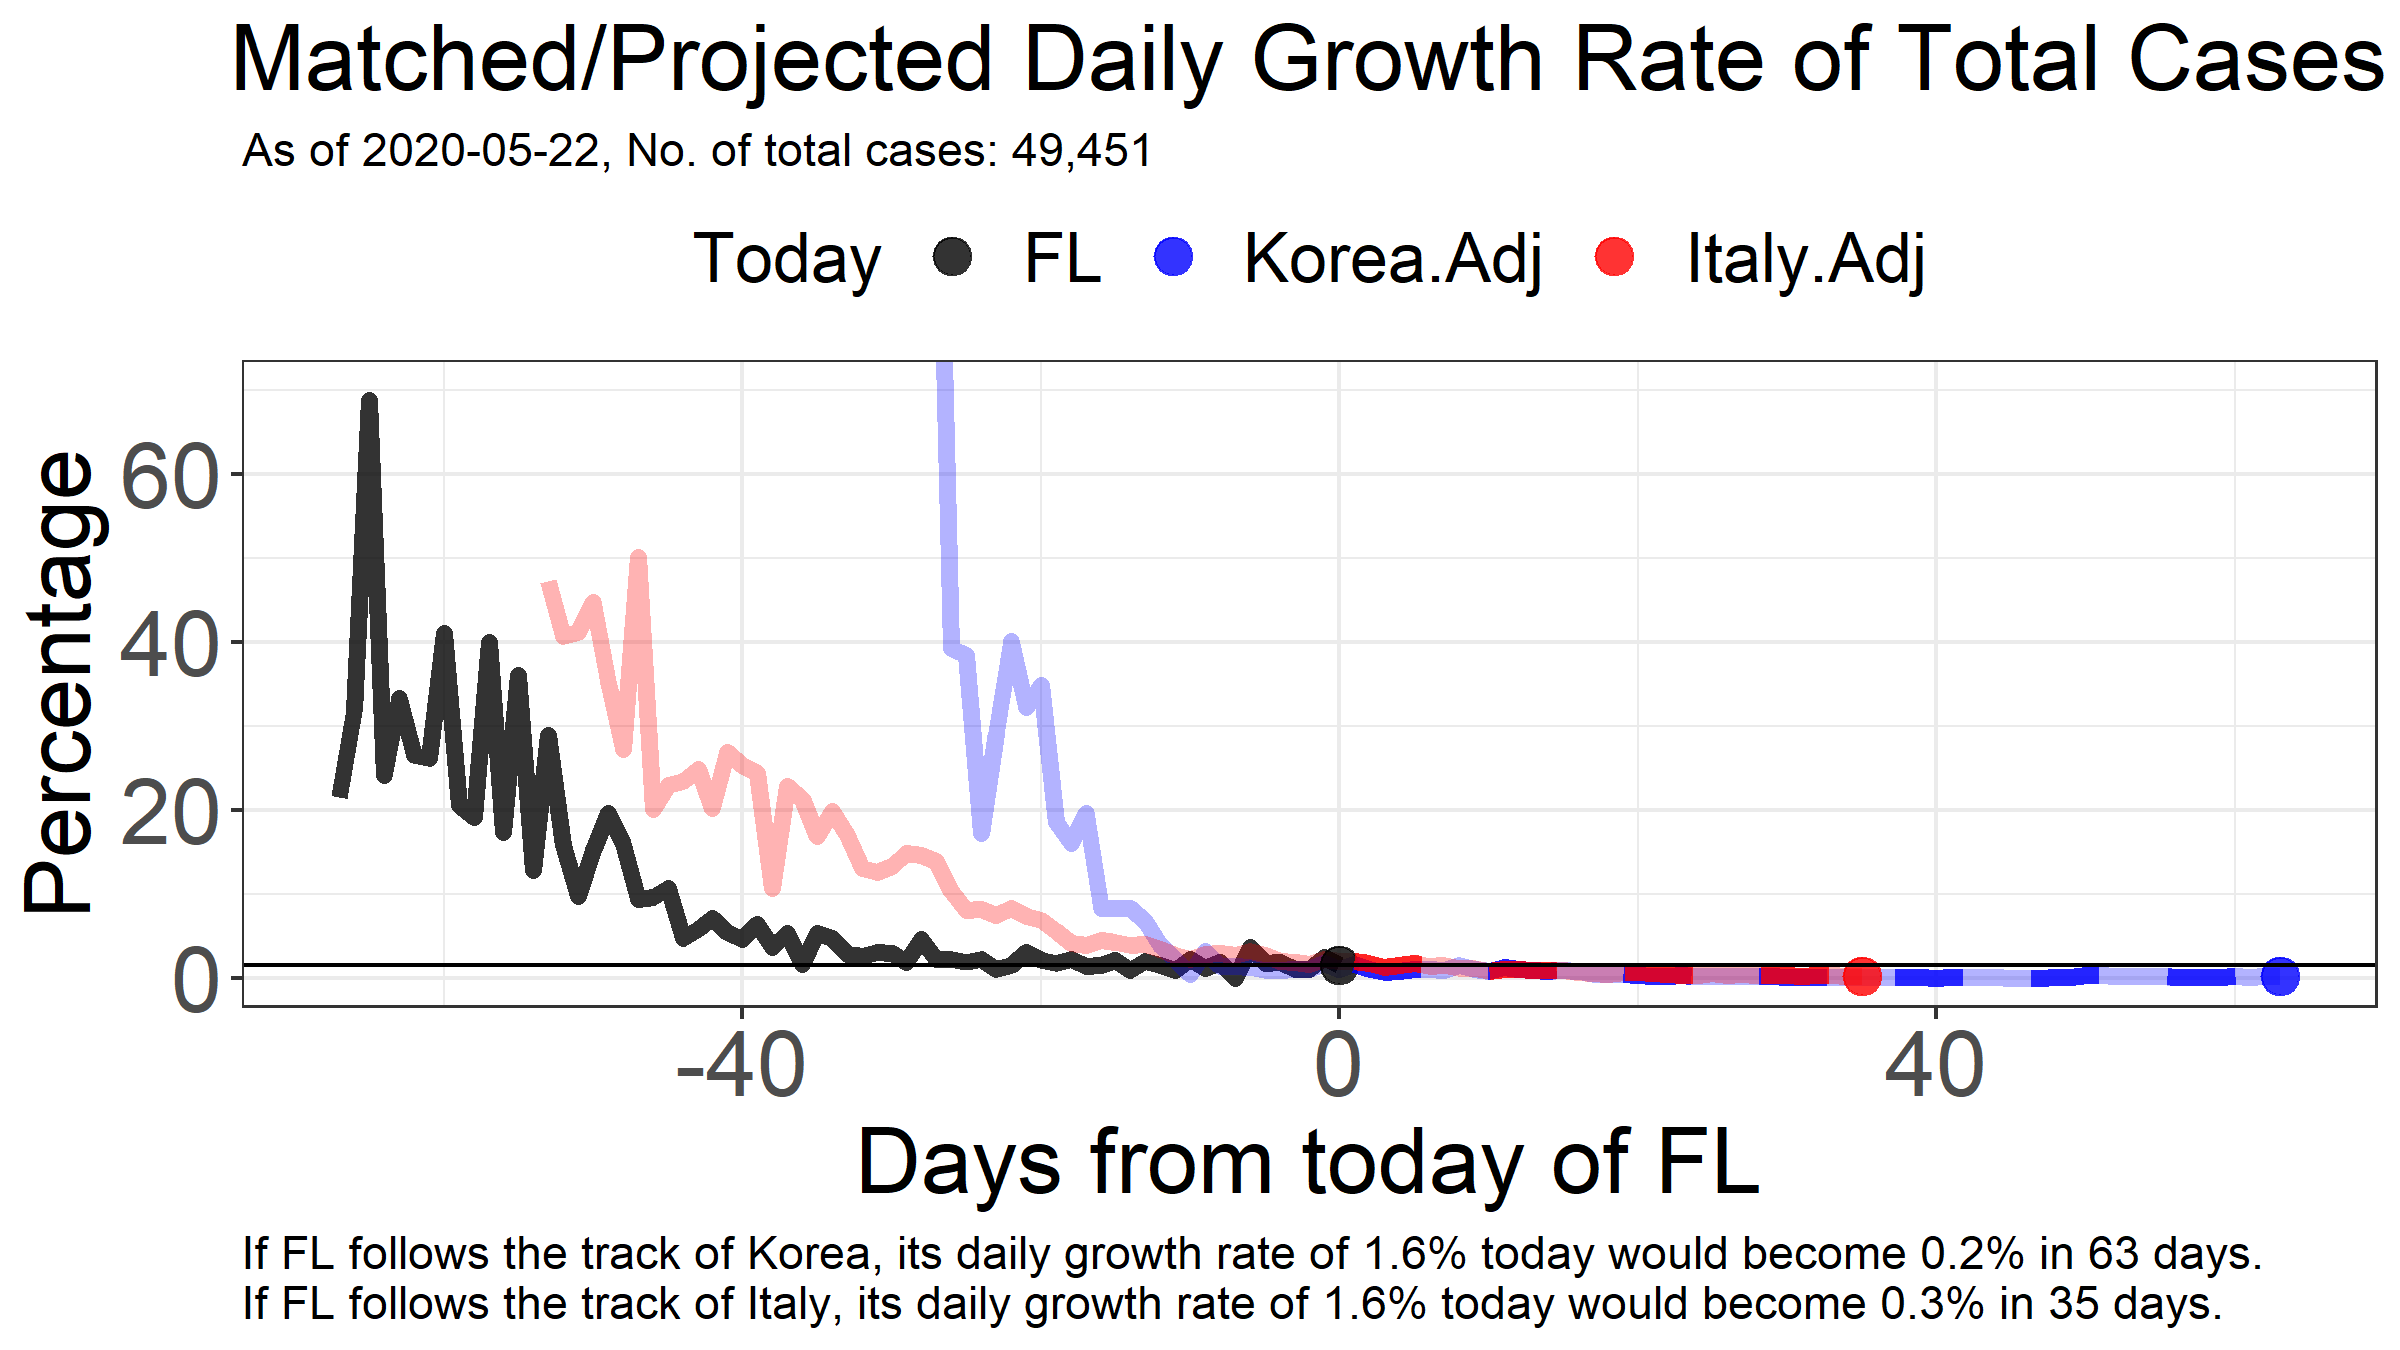 Matched/Projected Daily Growth Rate of Total Cases
As of 2020-05-22, No. of total cases: 49,451
Today FL Korea.Adj Italy.Adj
Percentage
60
40
20
0
-40 0 40
Days from today of FL
If FL follows the track of Korea, its daily growth rate of 1.6% today would become 0.2% in 63 days.
If FL follows the track of Italy, its daily growth rate of 1.6% today would become 0.3% in 35 days.